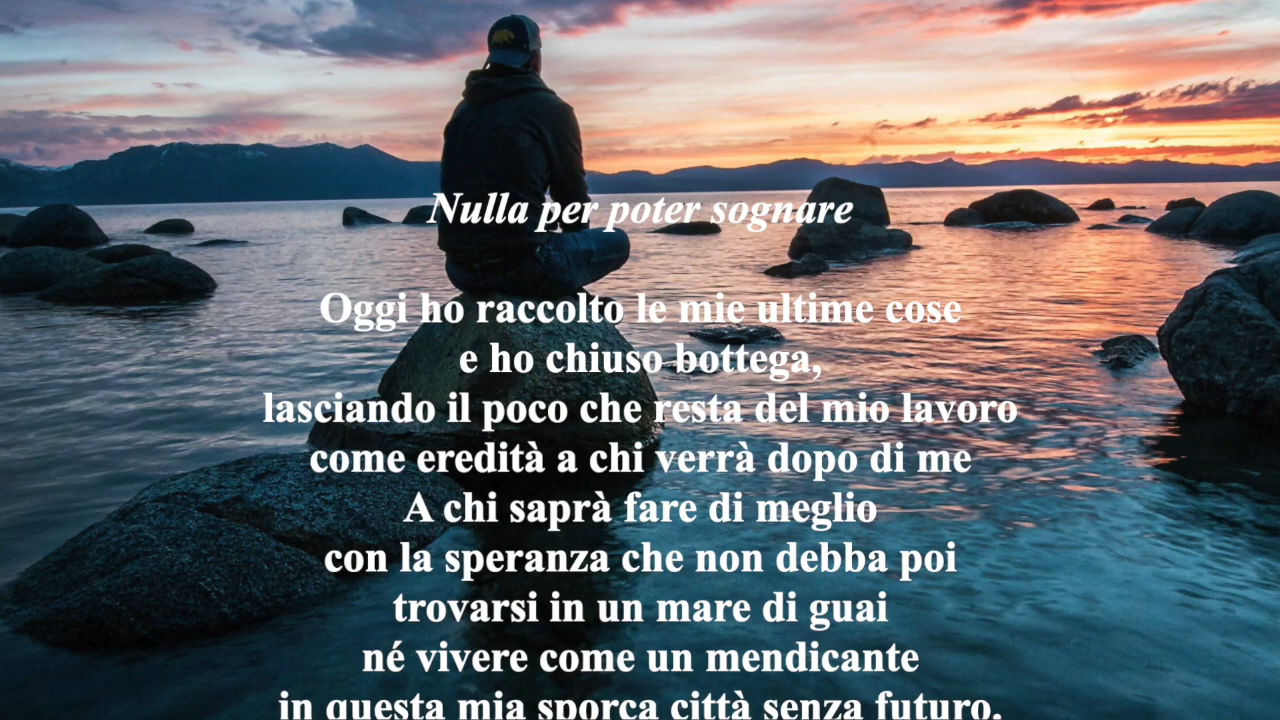 Nulla per poter sognare
Oggi ho raccolto le mie ultime cose
e ho chiuso bottega,
lasciando il poco che resta del mio lavoro
come eredità a chi verrà dopo di me
A chi saprà fare di meglio
con la speranza che non debba poi
trovarsi in un mare di guai
né vivere come un mendicante
in questa mia sporca città senza futuro.